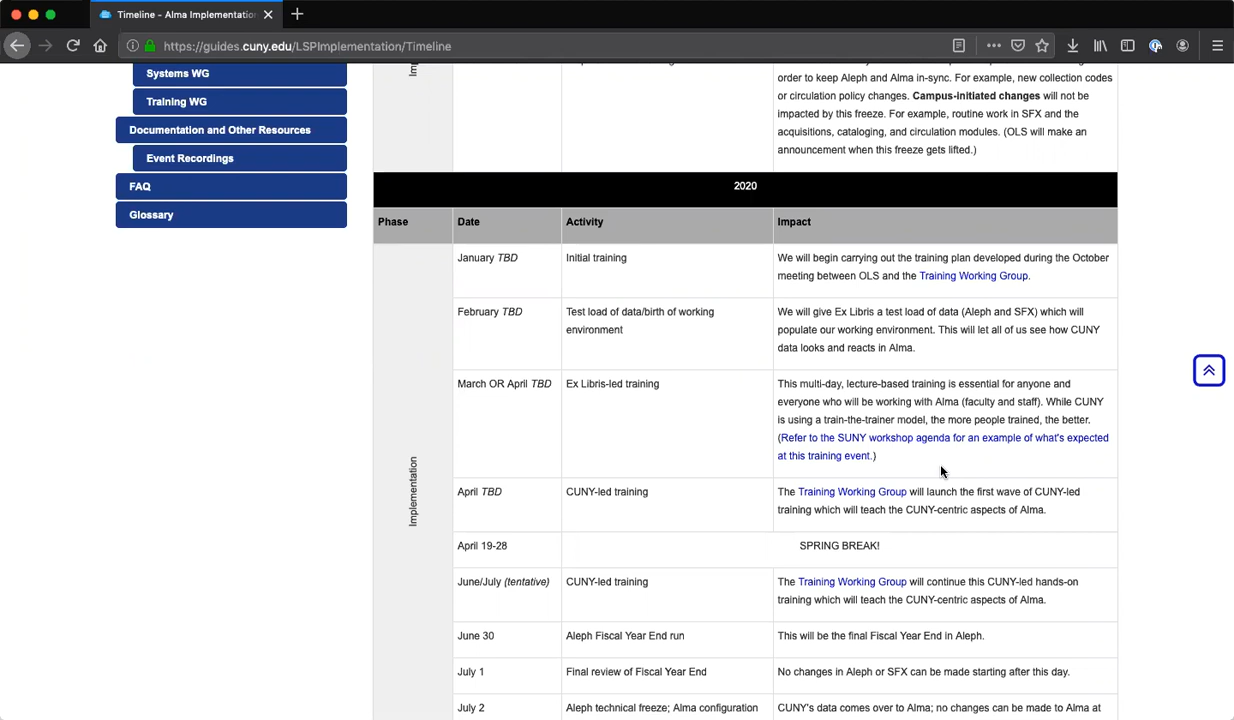 Timeline - Alma Implementatio
https://guides.cuny.edu/LSPImplementation/Timeline
Systems WG
Training WG
Documentation and Other Resources
Event Recordings
FAQ
Glossary
order to keep Aleph and Alma in-sync. For example, new collection codes
or circulation policy changes. Campus-initiated changes will not be
impacted by this freeze. For example, routine work in SFX and the
acquisitions, cataloging, and circulation modules. (OLS will make an
announcement when this freeze gets lifted.)
2020
Phase Date Activity Impact
Implementation
January TBD Initial training We will begin carrying out the training plan developed during the October
meeting between OLS and the Training Working Group.
February TBD Test load of data/birth of working We will give Ex Libris a test load of data (Aleph and SFX) which will
environment populate our working environment. This will let all of us see how CUNY
data looks and reacts in Alma.
March OR April TBD Ex Libris-led training This multi-day, lecture-based training is essential for anyone and
everyone who will be working with Alma (faculty and staff). While CUNY
is using a train-the-trainer model, the more people trained, the better.
(Refer to the SUNY workshop agenda for an example of what's expected
at this training event.)
April TBD CUNY-led training The Training Working Group will launch the first wave of CUNY-led
training which will teach the CUNY-centric aspects of Alma.
April 19-28 SPRING BREAK!
June/July (tentative) CUNY-led training The Training Working Group will continue this CUNY-led hands-on
training which will teach the CUNY-centric aspects of Alma.
June 30 Aleph Fiscal Year End run This will be the final Fiscal Year End in Aleph.
July 1 Final review of Fiscal Year End No changes in Aleph or SFX can be made starting after this day.
July 2 Aleph technical freeze; Alma configuration CUNY's data comes over to Alma; no changes can be made to Alma at